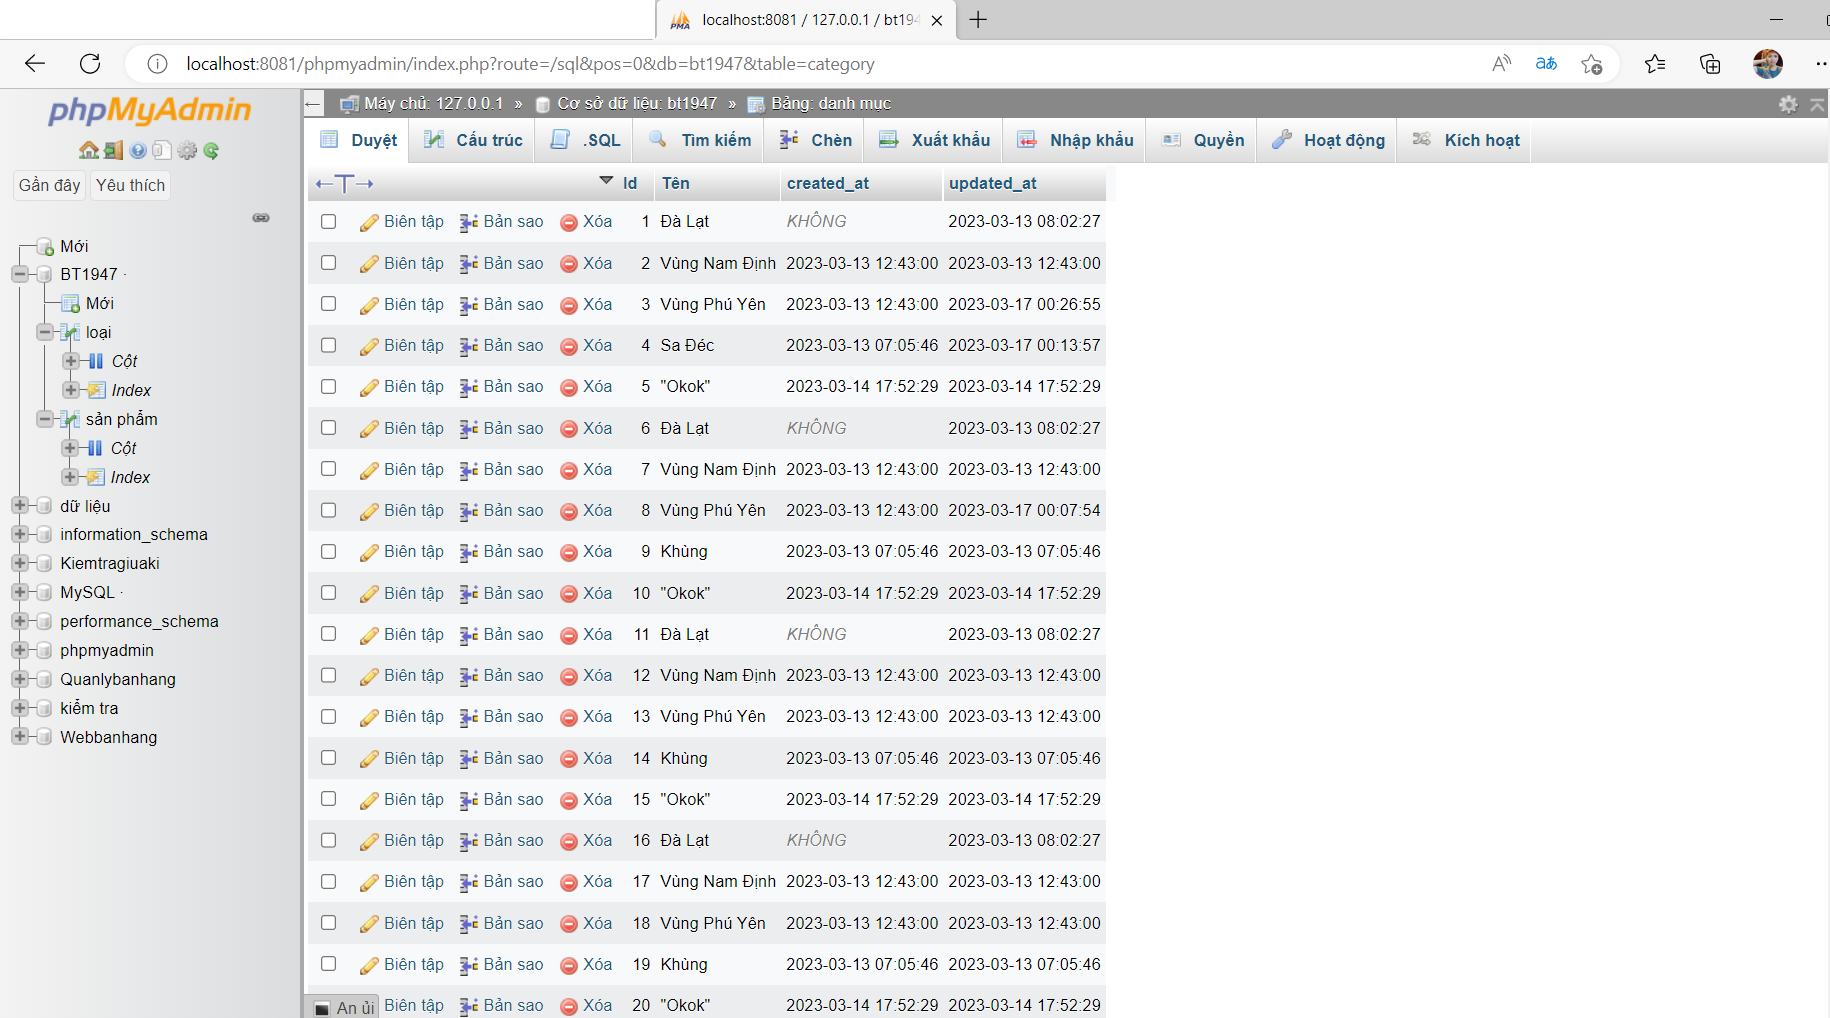 localhost:8081 / 127.0.0.1 / bt194
localhost:8081/phpmyadmin/index.php?route=/sql&pos=0&db=bt1947&table=category
phpMyAdmin
Gần đây Yêu thích
Mới
BT1947 ·
Mới
loại
Cột
Index
sản phẩm
Cột
Index
dữ liệu
information_schema
Kiemtragiuaki
MySQL ·
performance_schema
phpmyadmin
Quanlybanhang
kiểm tra
Webbanhang
Máy chủ: 127.0.0.1 » Cơ sở dữ liệu: bt1947 » Bảng: danh mục
Duyệt Cấu trúc .SQL Tìm kiếm Chèn Xuất khẩu Nhập khẩu Quyền Hoạt động Kích hoạt
Id Tên created_at updated_at
Biên tập Bản sao Xóa 1 Đà Lạt KHÔNG 2023-03-13 08:02:27
Biên tập Bản sao Xóa 2 Vùng Nam Định 2023-03-13 12:43:00 2023-03-13 12:43:00
Biên tập Bản sao Xóa 3 Vùng Phú Yên 2023-03-13 12:43:00 2023-03-17 00:26:55
Biên tập Bản sao Xóa 4 Sa Đéc 2023-03-13 07:05:46 2023-03-17 00:13:57
Biên tập Bản sao Xóa 5 "Okok" 2023-03-14 17:52:29 2023-03-14 17:52:29
Biên tập Bản sao Xóa 6 Đà Lạt KHÔNG 2023-03-13 08:02:27
Biên tập Bản sao Xóa 7 Vùng Nam Định 2023-03-13 12:43:00 2023-03-13 12:43:00
Biên tập Bản sao Xóa 8 Vùng Phú Yên 2023-03-13 12:43:00 2023-03-17 00:07:54
Biên tập Bản sao Xóa 9 Khùng 2023-03-13 07:05:46 2023-03-13 07:05:46
Biên tập Bản sao Xóa 10 "Okok" 2023-03-14 17:52:29 2023-03-14 17:52:29
Biên tập Bản sao Xóa 11 Đà Lạt KHÔNG 2023-03-13 08:02:27
Biên tập Bản sao Xóa 12 Vùng Nam Định 2023-03-13 12:43:00 2023-03-13 12:43:00
Biên tập Bản sao Xóa 13 Vùng Phú Yên 2023-03-13 12:43:00 2023-03-13 12:43:00
Biên tập Bản sao Xóa 14 Khùng 2023-03-13 07:05:46 2023-03-13 07:05:46
Biên tập Bản sao Xóa 15 "Okok" 2023-03-14 17:52:29 2023-03-14 17:52:29
Biên tập Bản sao Xóa 16 Đà Lạt KHÔNG 2023-03-13 08:02:27
Biên tập Bản sao Xóa 17 Vùng Nam Định 2023-03-13 12:43:00 2023-03-13 12:43:00
Biên tập Bản sao Xóa 18 Vùng Phú Yên 2023-03-13 12:43:00 2023-03-13 12:43:00
Biên tập Bản sao Xóa 19 Khùng 2023-03-13 07:05:46 2023-03-13 07:05:46
An ủi Biên tập Bản sao Xóa 20 "Okok" 2023-03-14 17:52:29 2023-03-14 17:52:29